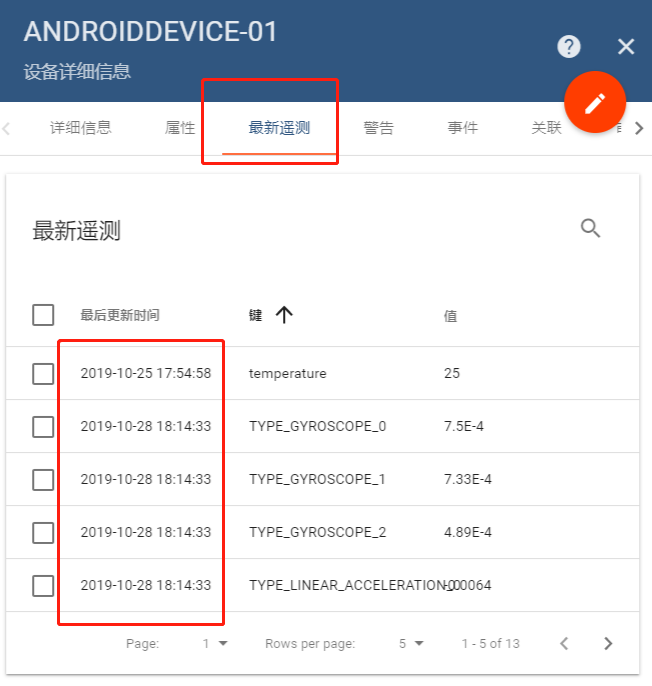 ANDROIDDEVICE-01
设备详细信息
详细信息 属性 最新遥测 警告 事件 关联
最新遥测
最后更新时间 键 值
2019-10-25 17:54:58 temperature 25
2019-10-28 18:14:33 TYPE_GYROSCOPE_0 7.5E-4
2019-10-28 18:14:33 TYPE_GYROSCOPE_1 7.33E-4
2019-10-28 18:14:33 TYPE_GYROSCOPE_2 4.89E-4
2019-10-28 18:14:33 TYPE_LINEAR_ACCELERATION_0
Page: 1 Rows per page: 5 1 - 5 of 13